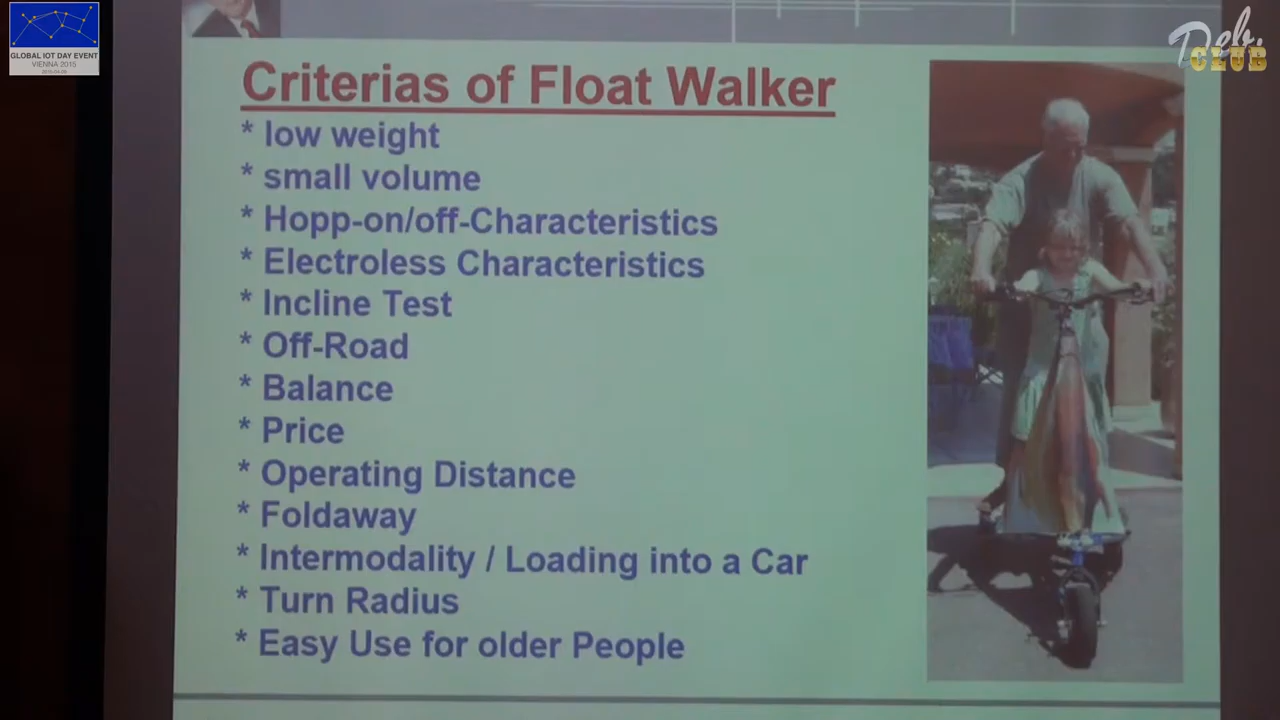 GLOBAL IOT DAY EVENT
VIENNA 2015
Deb.
CLUB
Criterias of Float Walker
* low weight
* small volume
* Hopp-on/off-Characteristics
* Electroless Characteristics
* Incline Test
* Off-Road
* Balance
* Price
* Operating Distance
* Foldaway
* Intermodality / Loading into a Car
* Turn Radius
* Easy Use for older People